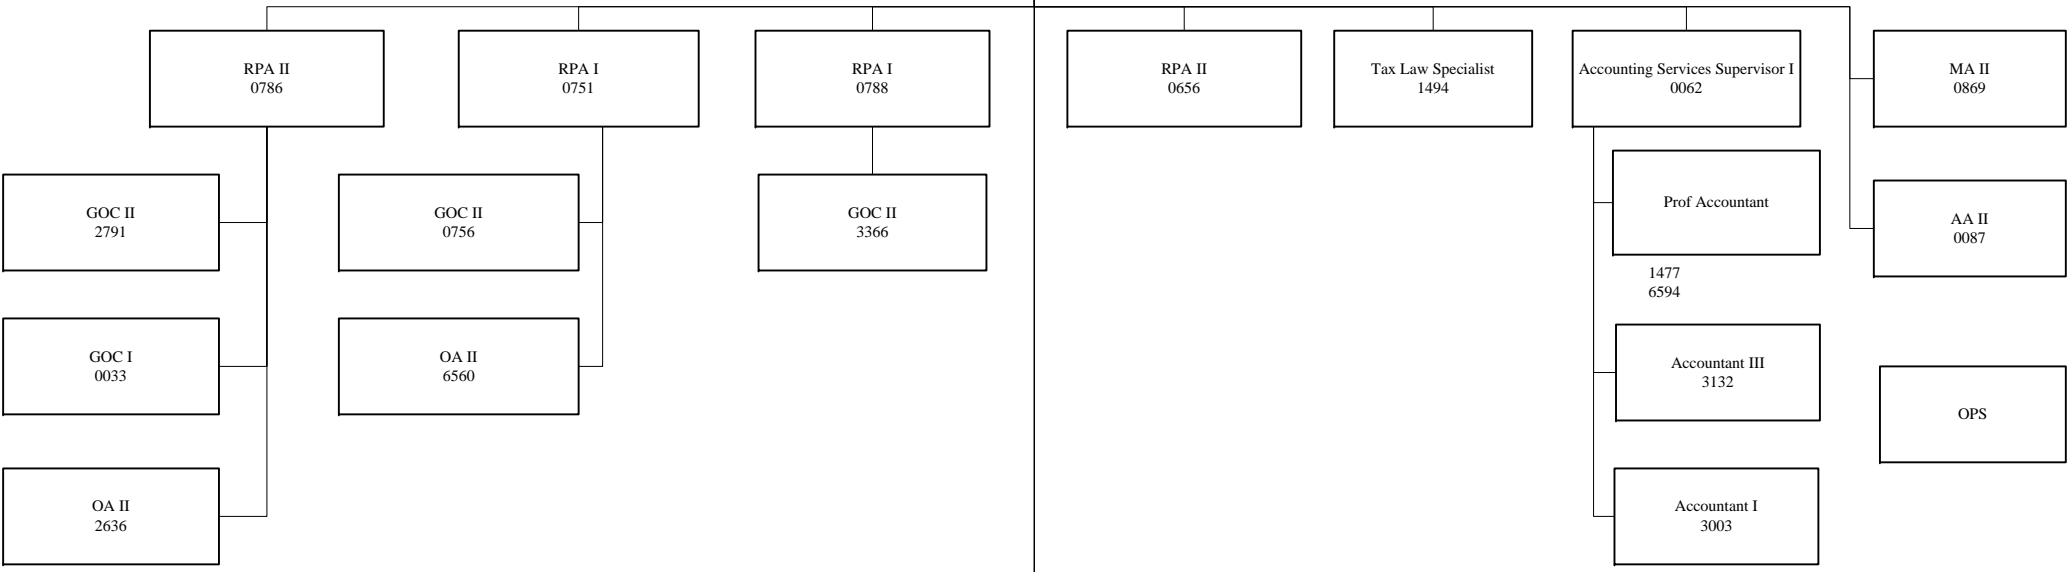 RPA II
0786
RPA I
0751
RPA I
0788
RPA II
0656
Tax Law Specialist
1494
Accounting Services Supervisor I
0062
MA II
0869
GOC II
2791
GOC II
0756
GOC II
3366
Prof Accountant
1477
6594
AA II
0087
GOC I
0033
OA II
6560
Accountant III
3132
OPS
OA II
2636
Accountant I
3003